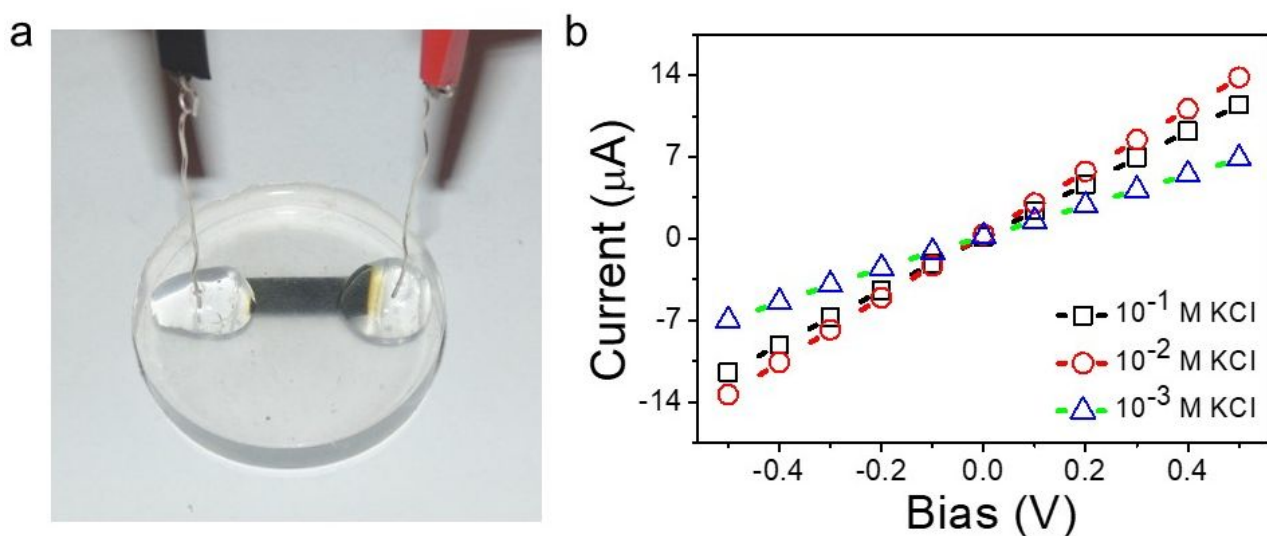 a
b
Current (μA)
14
7
0
-7
-14
10⁻¹ M KCl
10⁻² M KCl
10⁻³ M KCl
-0.4 -0.2 0.0 0.2 0.4
Bias (V)